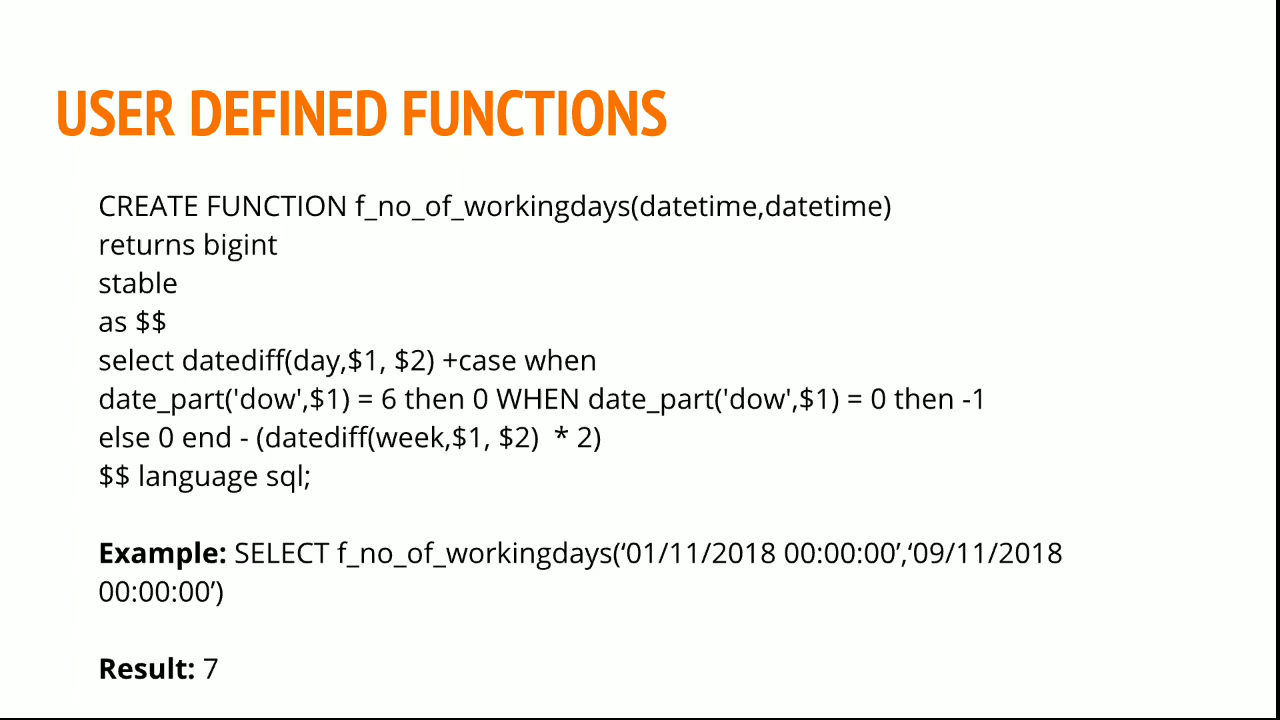 USER DEFINED FUNCTIONS
CREATE FUNCTION f_no_of_workingdays(datetime,datetime)
returns bigint
stable
as $$
select datediff(day,$1, $2) +case when
date_part('dow',$1) = 6 then 0 WHEN date_part('dow',$1) = 0 then -1
else 0 end - (datediff(week,$1, $2)  * 2)
$$ language sql;
Example: SELECT f_no_of_workingdays(‘01/11/2018 00:00:00’,‘09/11/2018
00:00:00’)
Result: 7